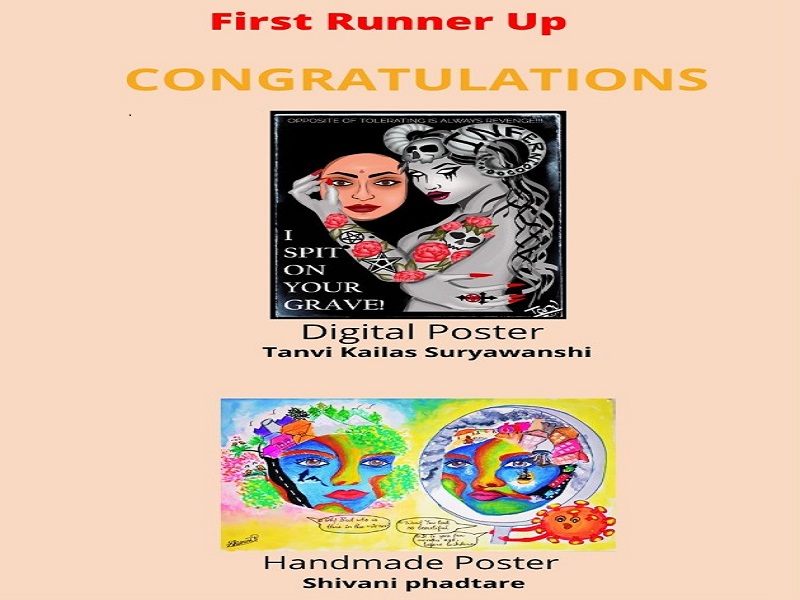 First Runner Up
CONGRATULATIONS
OPPOSITE OF TOLERATING IS ALWAYS REVENGE!!!
INFERNO
I
SPIT
ON
YOUR
GRAVE!
Digital Poster
Tanvi Kailas Suryawanshi
Handmade Poster
Shivani phadtare